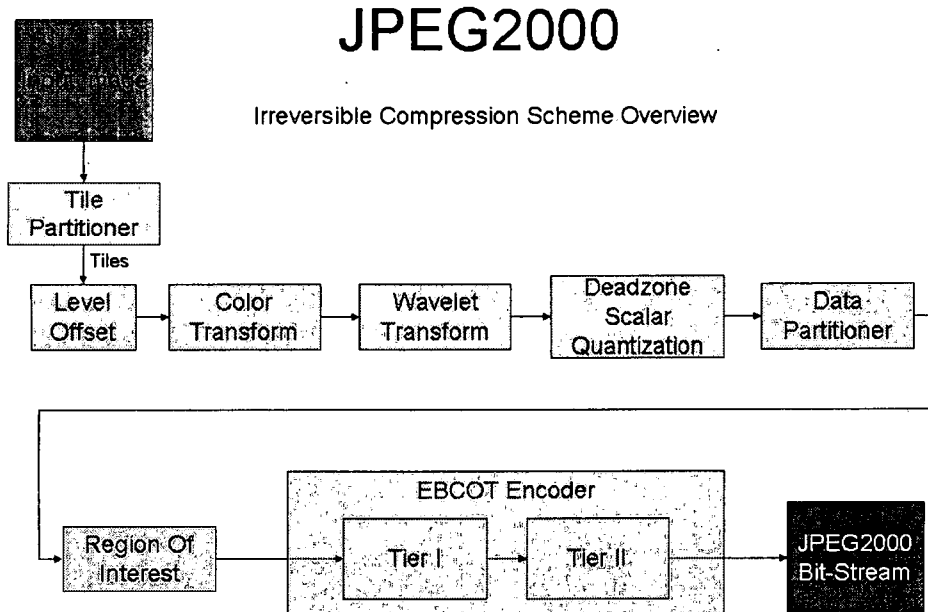 JPEG2000
Irreversible Compression Scheme Overview
Tile
Partitioner
Tiles
Level
Offset
Color
Transform
Wavelet
Transform
Deadzone
Scalar
Quantization
Data
Partitioner
EBCOT Encoder
Region Of
Interest
Tier I
Tier II
JPEG2000
Bit-Stream